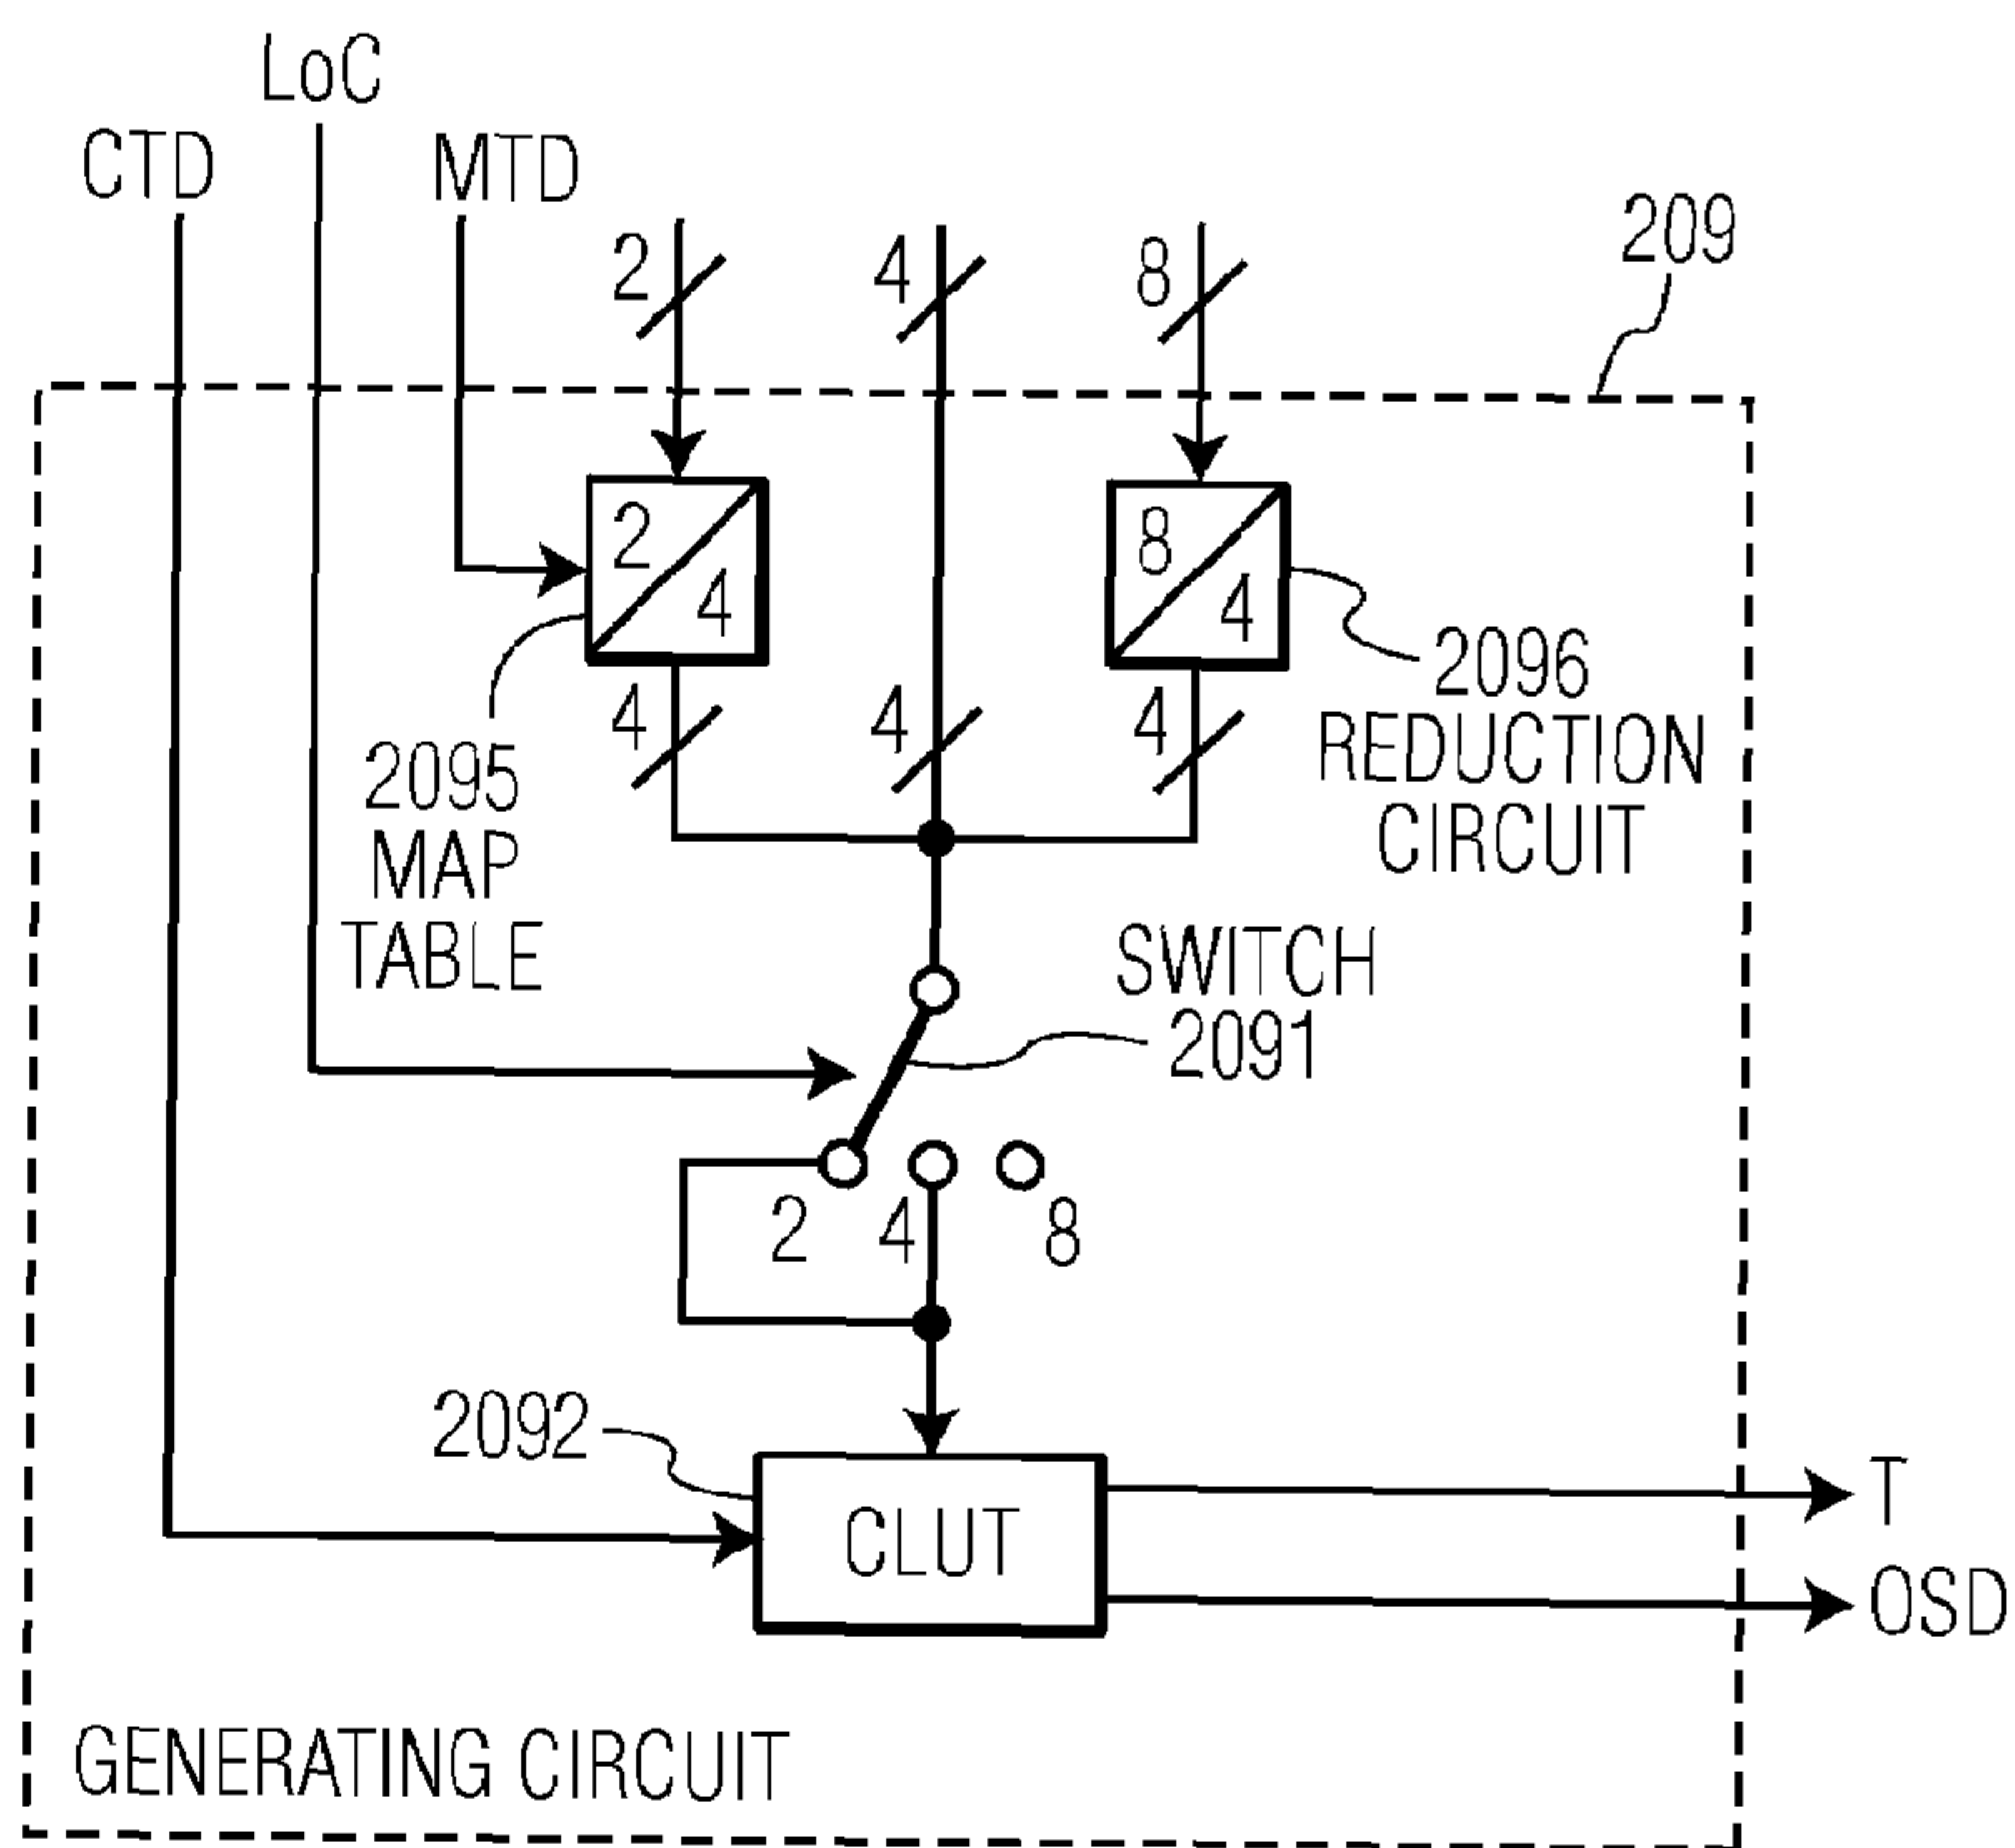 LoC
CTD
MTD
2
4
8
209
2
4
8
4
4
4
4
2095
MAP
TABLE
2096
REDUCTION
CIRCUIT
SWITCH
2091
2
4
8
2092
CLUT
T
OSD
GENERATING CIRCUIT